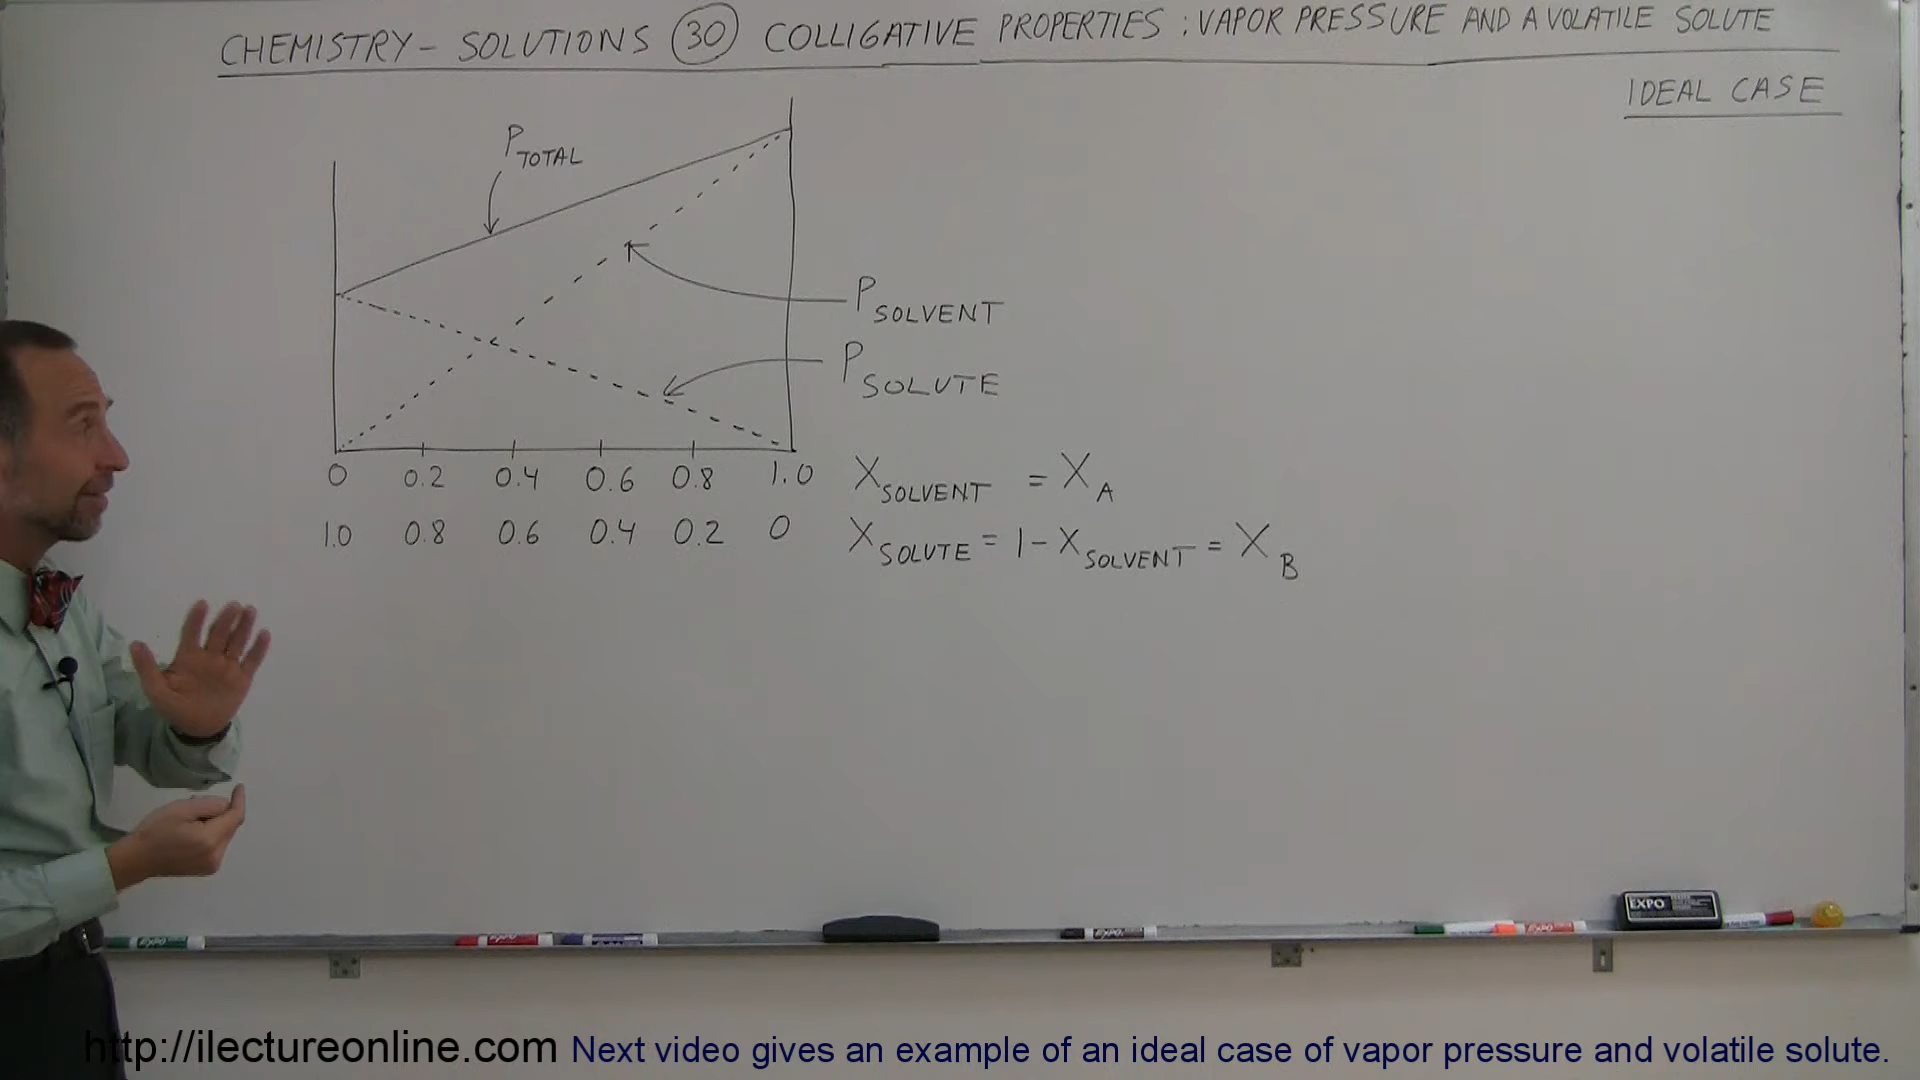 CHEMISTRY - SOLUTIONS 30 COLLIGATIVE PROPERTIES : VAPOR PRESSURE AND A VOLATILE SOLUTE
IDEAL CASE
P TOTAL
P SOLVENT
P SOLUTE
0 0.2 0.4 0.6 0.8 1.0 X SOLVENT = X A
1.0 0.8 0.6 0.4 0.2 0 X SOLUTE = 1 - X SOLVENT = X B
EXPO
http://ilectureonline.com Next video gives an example of an ideal case of vapor pressure and volatile solute.